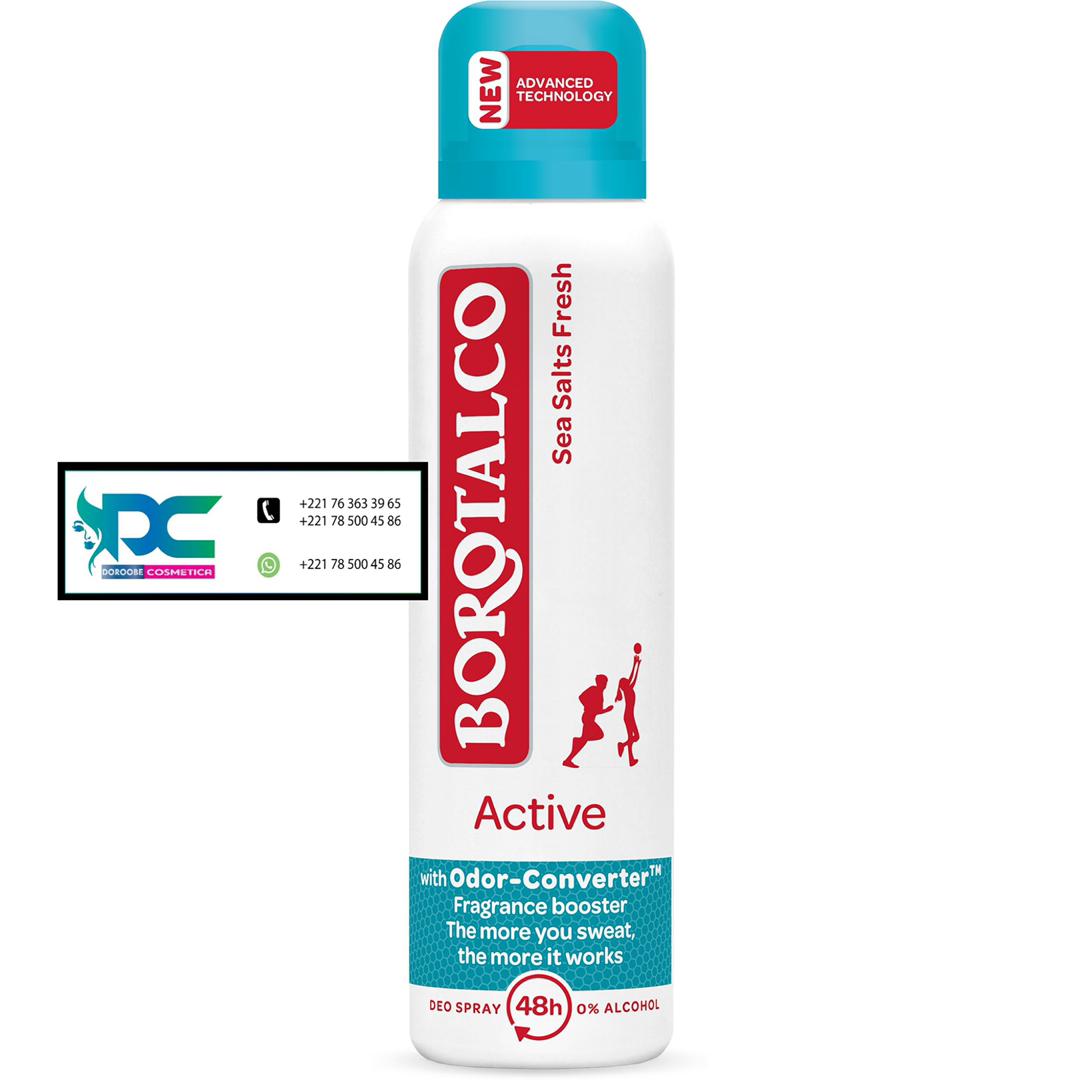 NEW
ADVANCED
TECHNOLOGY
BOROTALCO
Sea Salts Fresh
DC
DOROOBE COSMETICA
+221 76 363 39 65
+221 78 500 45 86
+221 78 500 45 86
Active
with Odor-Converter™
Fragrance booster
The more you sweat,
the more it works
DEO SPRAY 48h 0% ALCOHOL